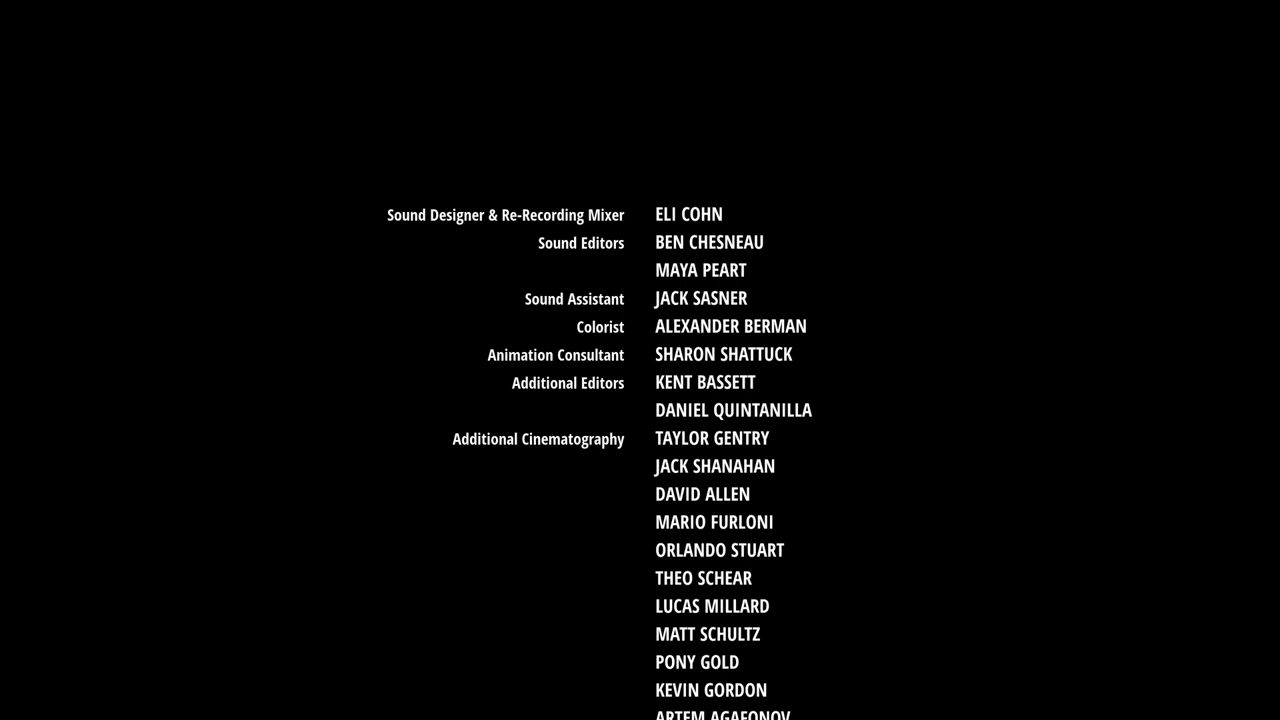 Sound Designer & Re-Recording Mixer ELI COHN
Sound Editors BEN CHESNEAU
MAYA PEART
Sound Assistant JACK SASNER
Colorist ALEXANDER BERMAN
Animation Consultant SHARON SHATTUCK
Additional Editors KENT BASSETT
DANIEL QUINTANILLA
Additional Cinematography TAYLOR GENTRY
JACK SHANAHAN
DAVID ALLEN
MARIO FURLONI
ORLANDO STUART
THEO SCHEAR
LUCAS MILLARD
MATT SCHULTZ
PONY GOLD
KEVIN GORDON
ARTEM AGAFONOV